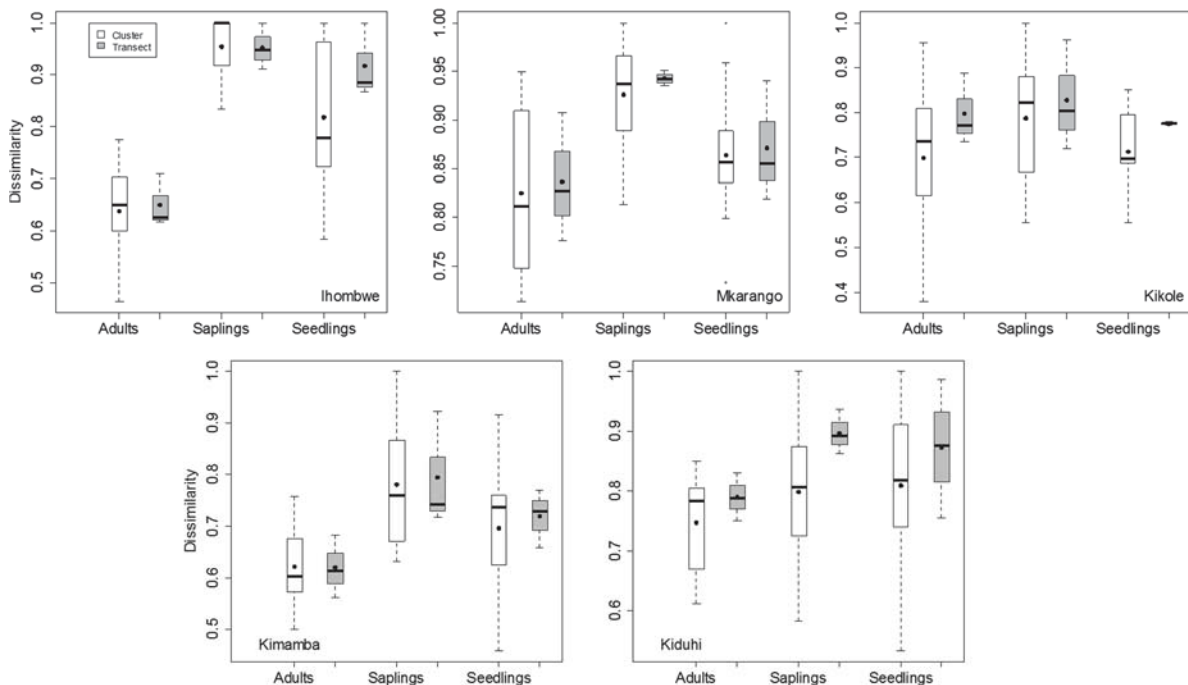 Dissimilarity
1.0
0.9
0.8
0.7
0.6
0.5
Cluster
Transect
Ihombwe
Adults Saplings Seedlings
1.00
0.95
0.90
0.85
0.80
0.75
Mkarango
Adults Saplings Seedlings
1.0
0.9
0.8
0.7
0.6
0.5
0.4
Kikole
Adults Saplings Seedlings
Dissimilarity
1.0
0.9
0.8
0.7
0.6
0.5
Kimamba
Adults Saplings Seedlings
1.0
0.9
0.8
0.7
0.6
Kiduhi
Adults Saplings Seedlings